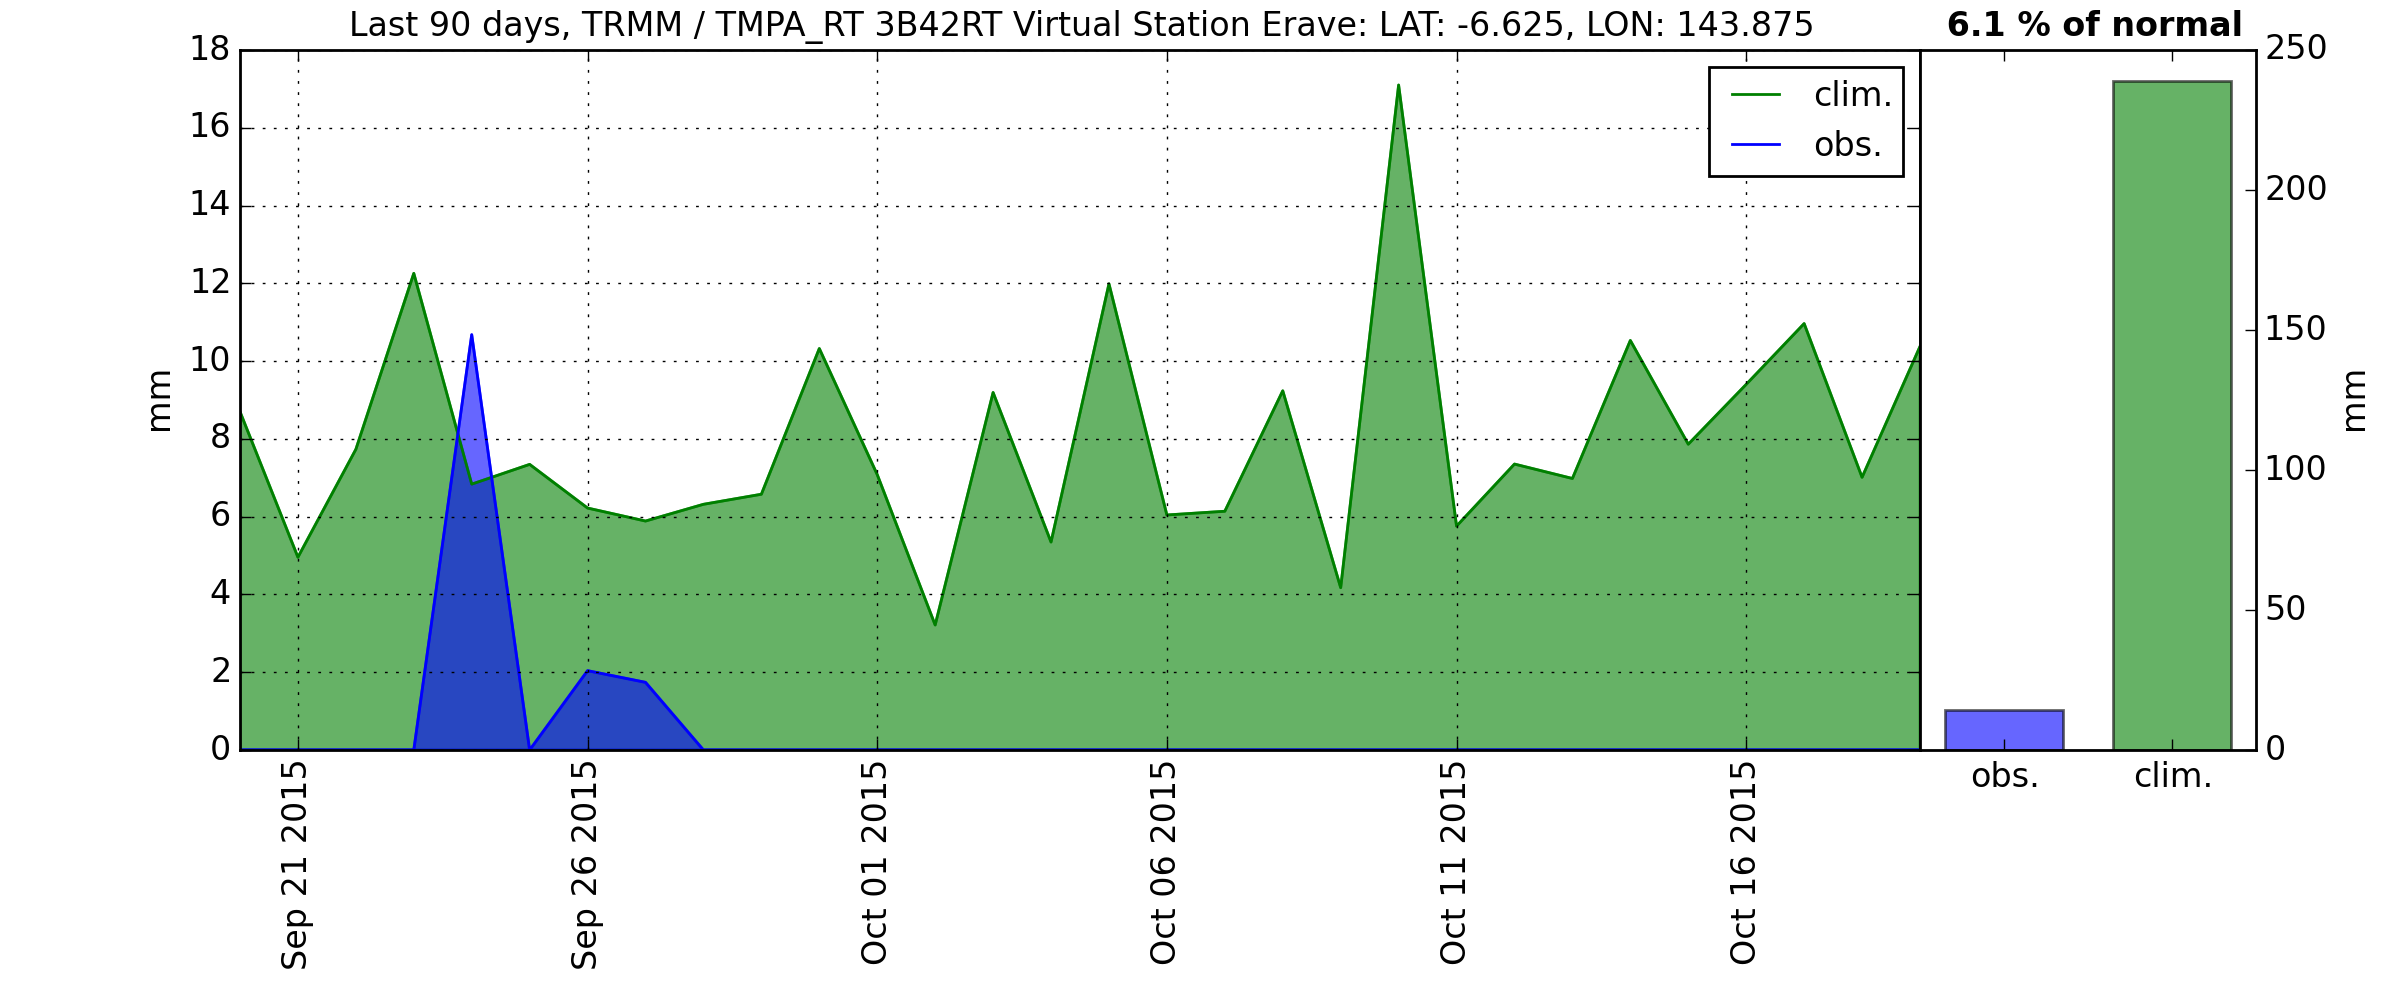 Last 90 days, TRMM / TMPA_RT 3B42RT Virtual Station Erave: LAT: -6.625, LON: 143.875
6.1 % of normal
18
16
14
12
10
8
6
4
2
0
mm
clim.
obs.
250
200
150
100
50
0
mm
obs.
clim.
Sep 21 2015
Sep 26 2015
Oct 01 2015
Oct 06 2015
Oct 11 2015
Oct 16 2015